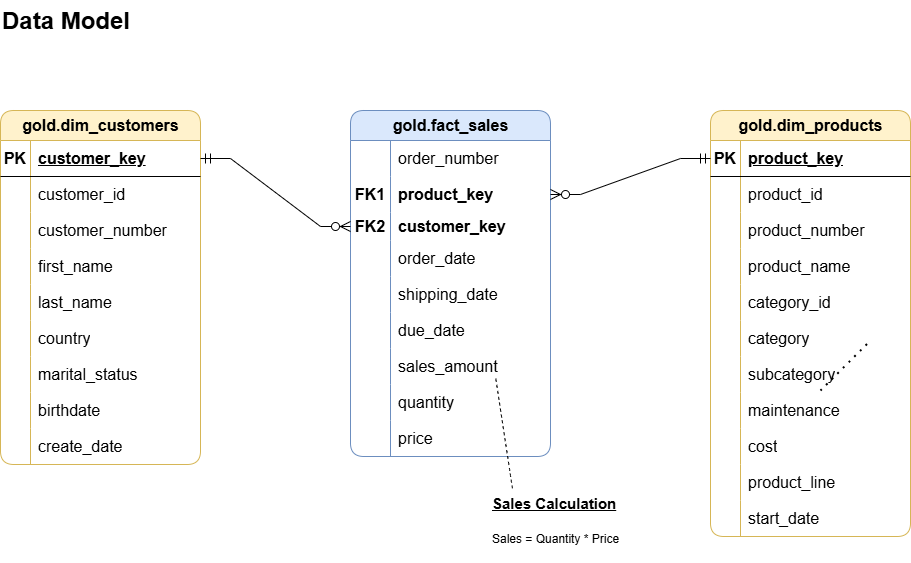 Data Model
gold.dim_customers
PK customer_key
customer_id
customer_number
first_name
last_name
country
marital_status
birthdate
create_date
gold.fact_sales
order_number
FK1 product_key
FK2 customer_key
order_date
shipping_date
due_date
sales_amount
quantity
price
Sales Calculation
Sales = Quantity * Price
gold.dim_products
PK product_key
product_id
product_number
product_name
category_id
category
subcategory
maintenance
cost
product_line
start_date